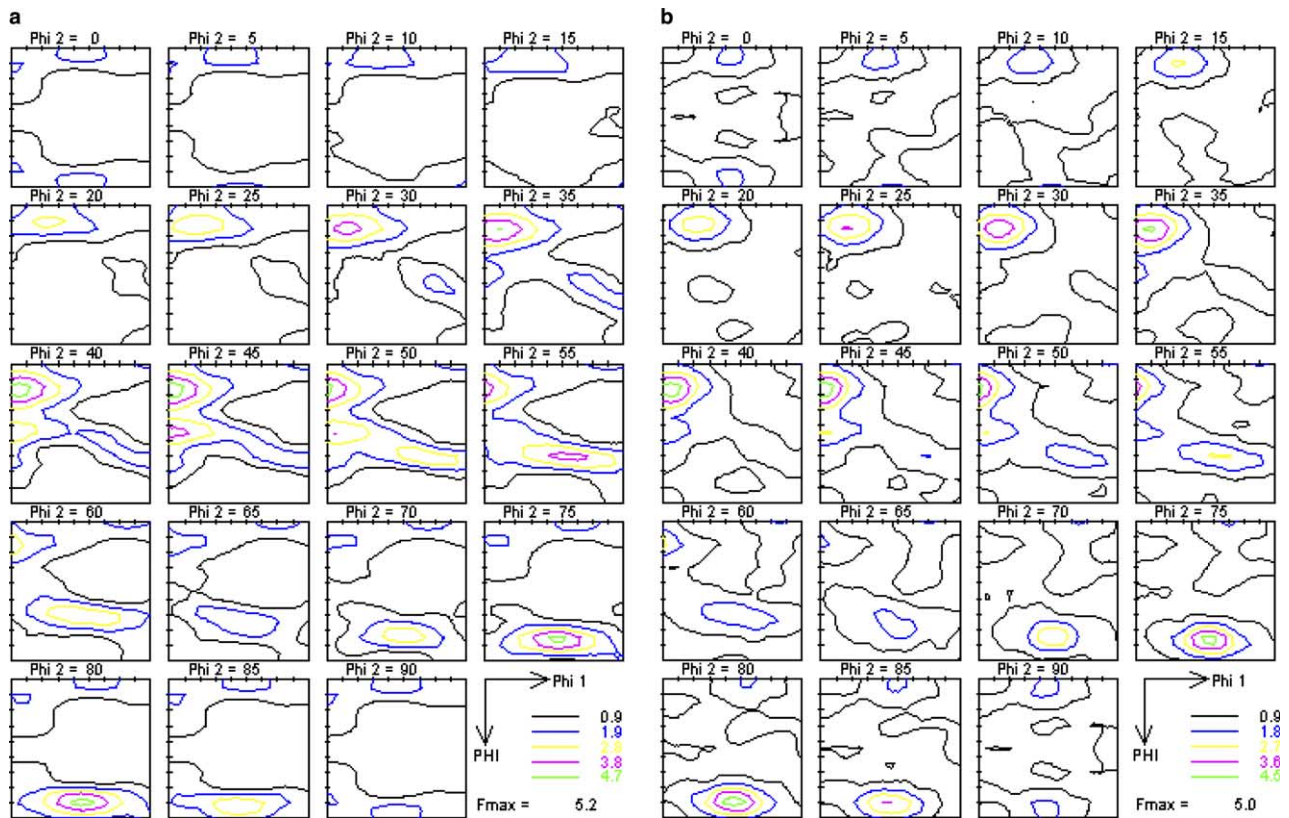 a
Phi 2 = 0 Phi 2 = 5 Phi 2 = 10 Phi 2 = 15
Phi 2 = 20 Phi 2 = 25 Phi 2 = 30 Phi 2 = 35
Phi 2 = 40 Phi 2 = 45 Phi 2 = 50 Phi 2 = 55
Phi 2 = 60 Phi 2 = 65 Phi 2 = 70 Phi 2 = 75
Phi 2 = 80 Phi 2 = 85 Phi 2 = 90
Phi 1
PHI
0.9
1.9
2.8
3.8
4.7
Fmax = 5.2
b
Phi 2 = 0 Phi 2 = 5 Phi 2 = 10 Phi 2 = 15
Phi 2 = 20 Phi 2 = 25 Phi 2 = 30 Phi 2 = 35
Phi 2 = 40 Phi 2 = 45 Phi 2 = 50 Phi 2 = 55
Phi 2 = 60 Phi 2 = 65 Phi 2 = 70 Phi 2 = 75
Phi 2 = 80 Phi 2 = 85 Phi 2 = 90
Phi 1
PHI
0.9
1.8
2.7
3.6
4.5
Fmax = 5.0